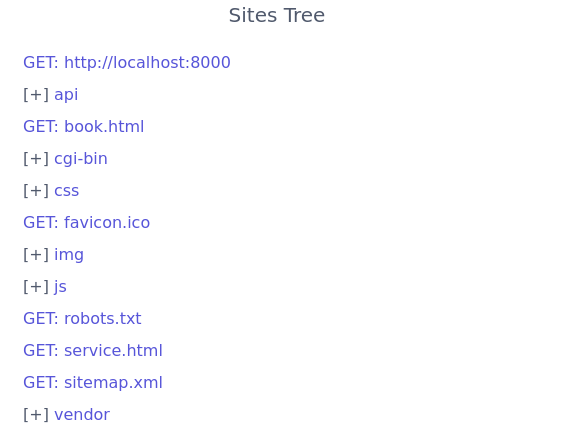 Sites Tree
GET: http://localhost:8000
[+] api
GET: book.html
[+] cgi-bin
[+] css
GET: favicon.ico
[+] img
[+] js
GET: robots.txt
GET: service.html
GET: sitemap.xml
[+] vendor